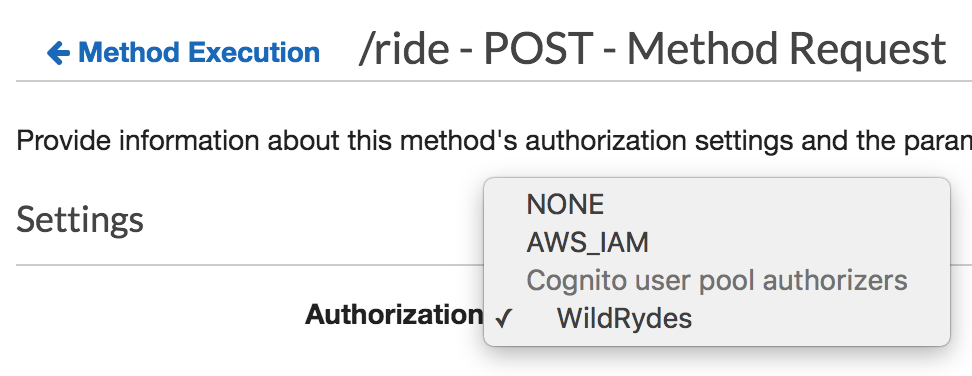 Method Execution /ride - POST - Method Request
Provide information about this method's authorization settings and the param
Settings
NONE
AWS_IAM
Cognito user pool authorizers
Authorization ✓ WildRydes